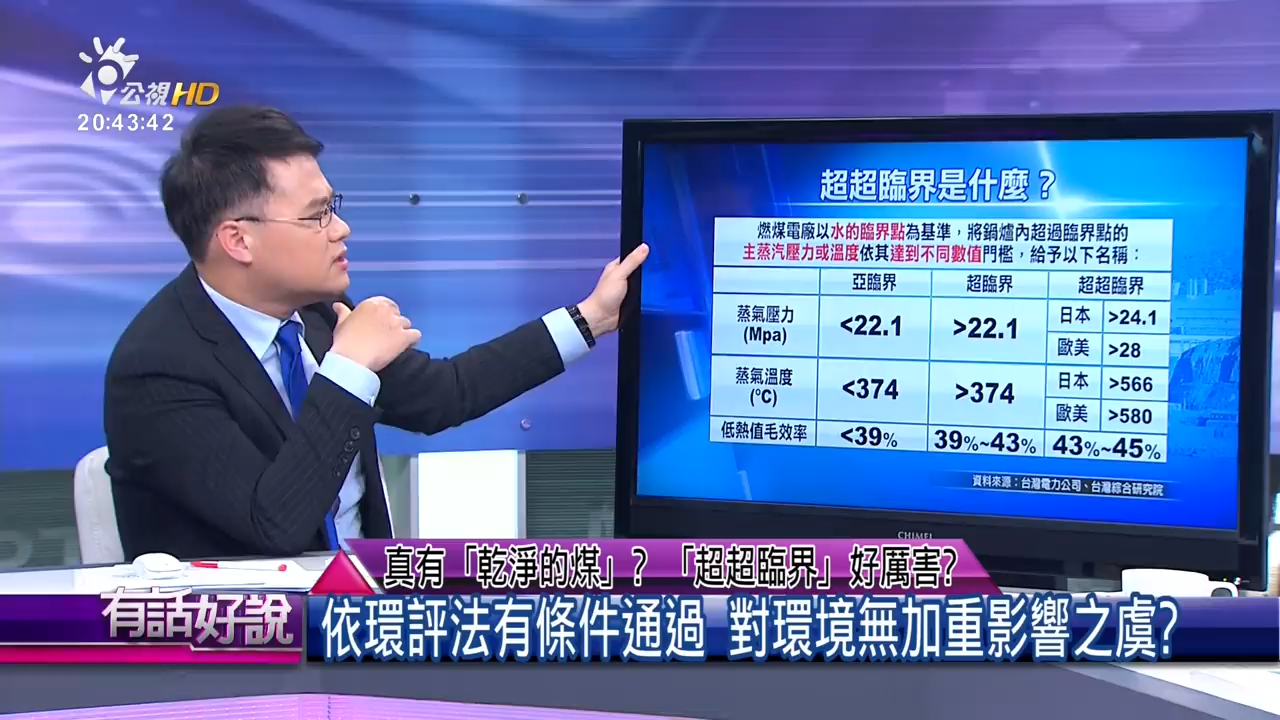 公視HD
20:43:42
超超臨界是什麼？
燃煤電廠以水的臨界點為基準，將鍋爐內超過臨界點的
主蒸汽壓力或溫度依其達到不同數值門檻，給予以下名稱：
亞臨界 超臨界 超超臨界
蒸氣壓力
(Mpa)
<22.1 >22.1 日本 >24.1
歐美 >28
蒸氣溫度
(°C)
<374 >374 日本 >566
歐美 >580
低熱值毛效率 <39% 39%~43% 43%~45%
資料來源：台灣電力公司、台灣綜合研究院
CHIMEI
真有「乾淨的煤」？「超超臨界」好厲害?
有話好說
依環評法有條件通過 對環境無加重影響之虞?